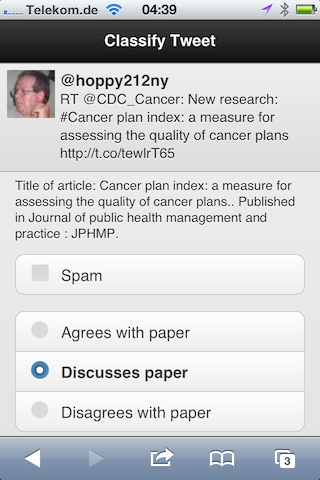 Telekom.de 04:39
Classify Tweet
@hoppy212ny
RT @CDC_Cancer: New research:
#Cancer plan index: a measure for
assessing the quality of cancer plans
http://t.co/tewlrT65
Title of article: Cancer plan index: a measure for
assessing the quality of cancer plans.. Published
in Journal of public health management and
practice : JPHMP.
Spam
Agrees with paper
Discusses paper
Disagrees with paper
3